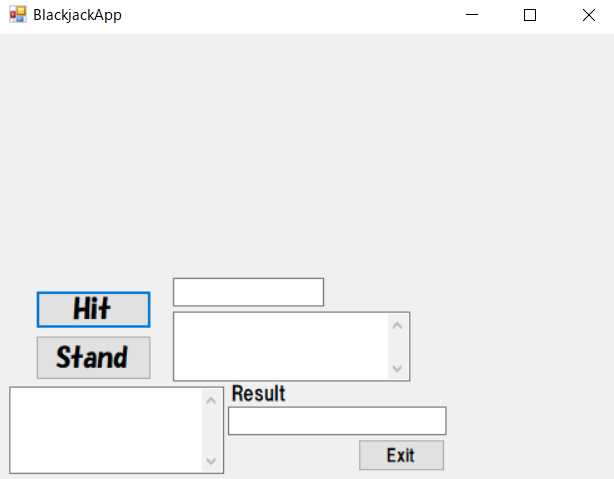 BlackjackApp
Hit
Stand
Result
Exit